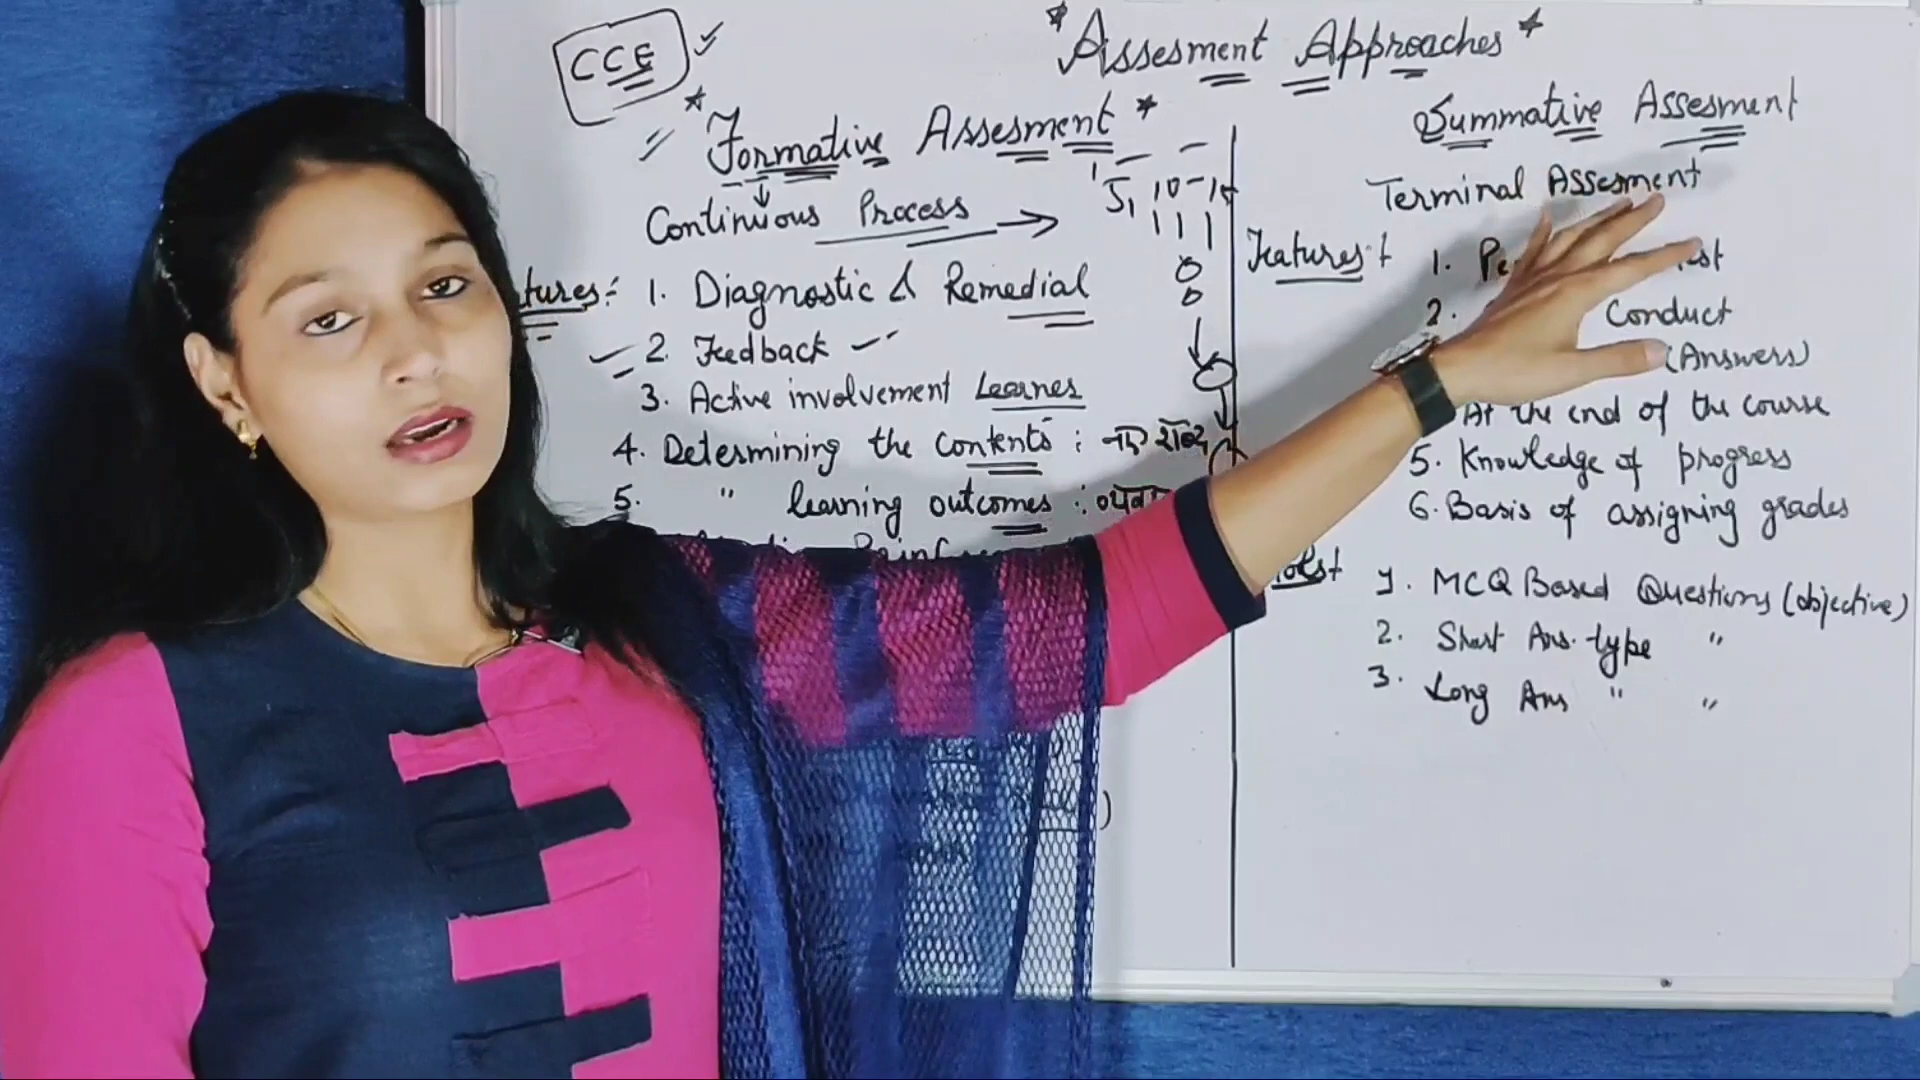 CCE
* Assesment Approaches *
* Formative Assesment *
Continuous Process →
1. Diagnostic & Remedial
2. Feedback
3. Active involvement Learnes
4. Determining the Contents :
5. " learning outcomes :
Summative Assesment
Terminal Assesment
Features :
1.
2. Conduct
(Answers)
At the end of the course
5. Knowledge of progress
6. Basis of assigning grades
1. MCQ Based Questions (objective)
2. Short Ans. type "
3. Long Ans " "